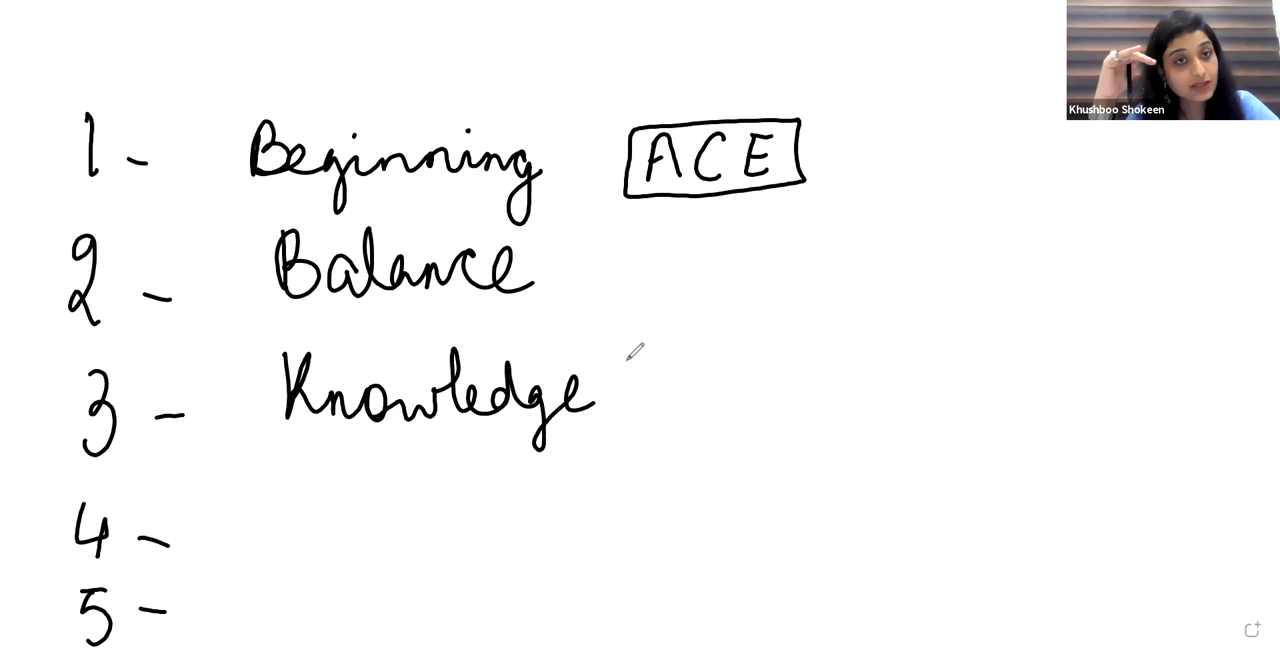 Khushboo Shokeen
1 - Beginning ACE
2 - Balance
3 - Knowledge
4 -
5 -